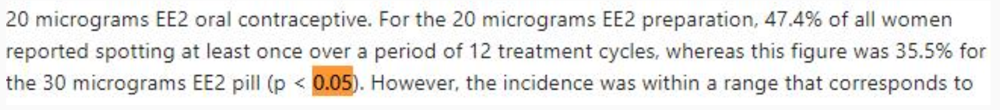 20 micrograms EE2 oral contraceptive. For the 20 micrograms EE2 preparation, 47.4% of all women
reported spotting at least once over a period of 12 treatment cycles, whereas this figure was 35.5% for
the 30 micrograms EE2 pill (p < 0.05). However, the incidence was within a range that corresponds to